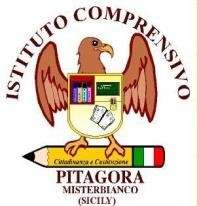 ISTITUTO COMPRENSIVO
Cittadinanza e Costituzione
PITAGORA
MISTERBIANCO
(SICILY)